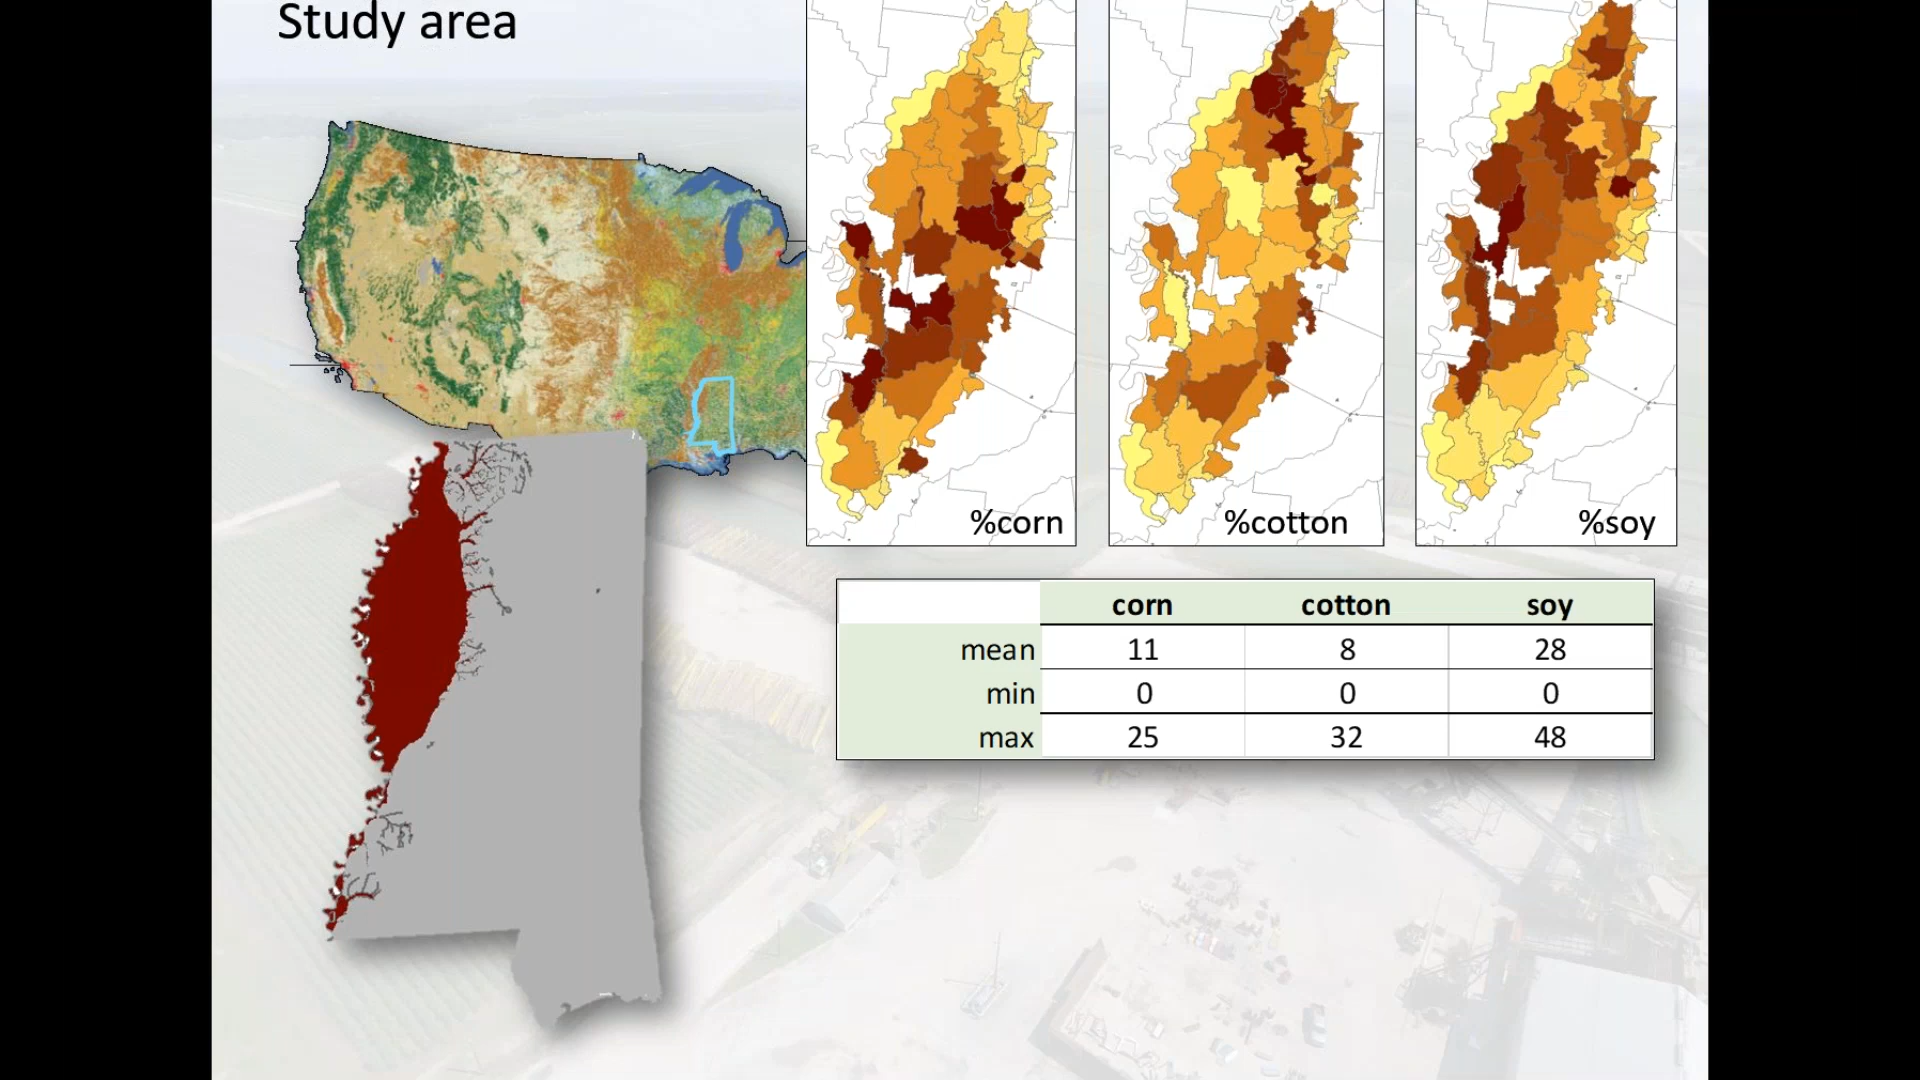 Study area
%corn
%cotton
%soy
corn cotton soy
mean 11 8 28
min 0 0 0
max 25 32 48